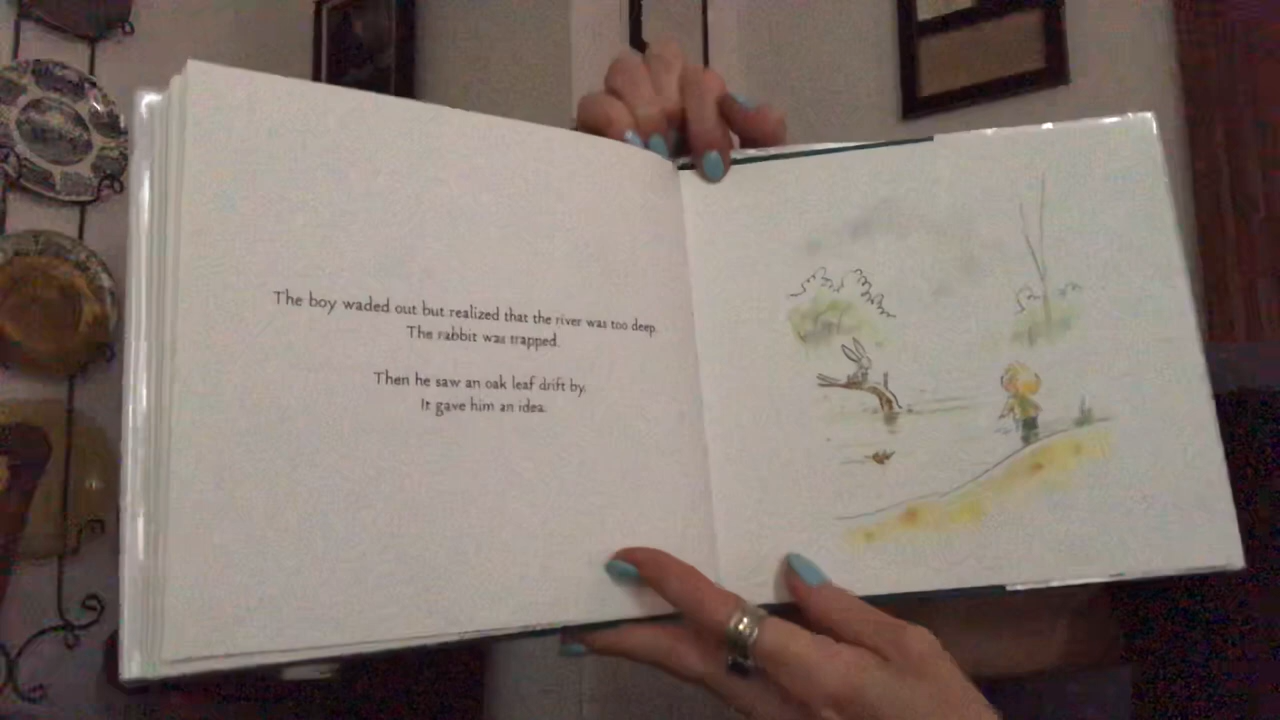 The boy waded out but realized that the river was too deep.
The rabbit was trapped.
Then he saw an oak leaf drift by.
It gave him an idea.